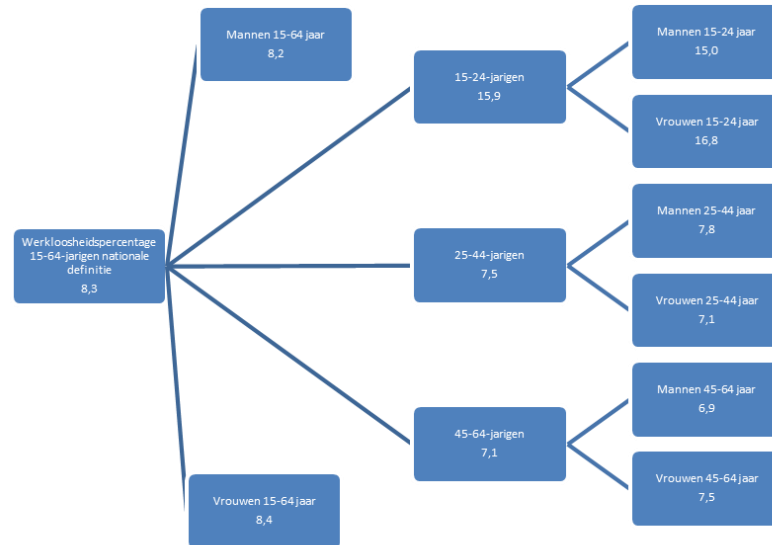 Mannen 15-64 jaar
8,2
Werkloosheidspercentage
15-64-jarigen nationale
definitie
8,3
Vrouwen 15-64 jaar
8,4
15-24-jarigen
15,9
25-44-jarigen
7,5
45-64-jarigen
7,1
Mannen 15-24 jaar
15,0
Vrouwen 15-24 jaar
16,8
Mannen 25-44 jaar
7,8
Vrouwen 25-44 jaar
7,1
Mannen 45-64 jaar
6,9
Vrouwen 45-64 jaar
7,5